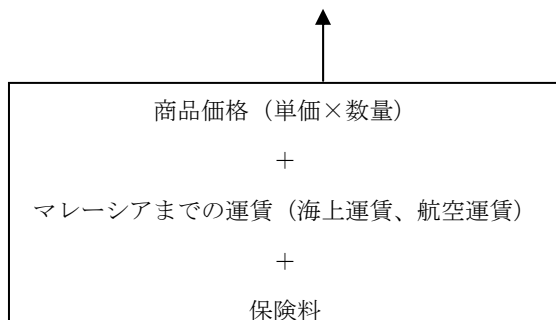 商品価格（単価×数量）
＋
マレーシアまでの運賃（海上運賃、航空運賃）
＋
保険料